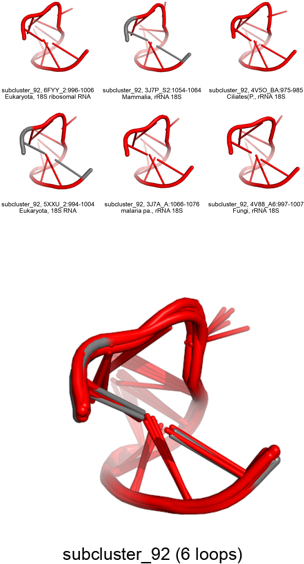 subcluster_92, 6FYY_2:996-1006
Eukaryota, 18S ribosomal RNA
subcluster_92, 3J7P_S2:1054-1064
Mammalia, rRNA 18S
subcluster_92, 4V5O_BA:975-985
Ciliates(P., rRNA 18S
subcluster_92, 5XXU_2:994-1004
Eukaryota, 18S RNA
subcluster_92, 3J7A_A:1066-1076
malaria pa., rRNA 18S
subcluster_92, 4V88_A6:997-1007
Fungi, rRNA 18S
subcluster_92 (6 loops)